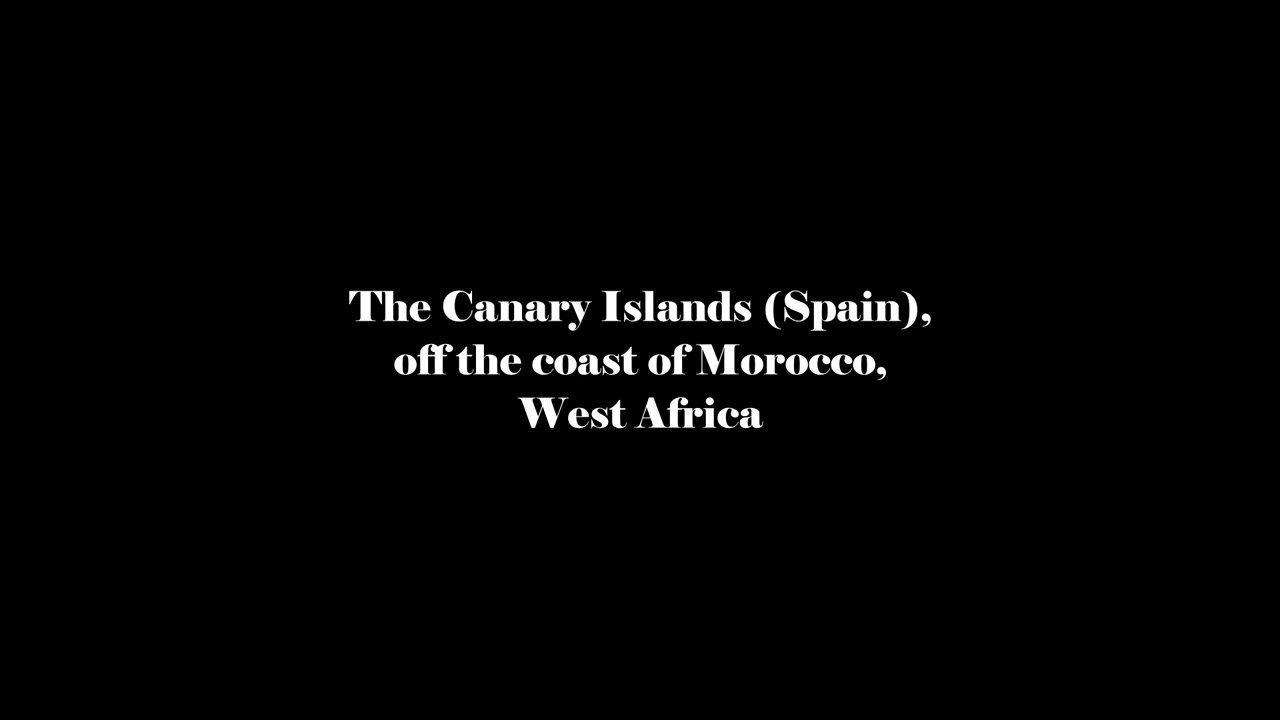 The Canary Islands (Spain),
off the coast of Morocco,
West Africa